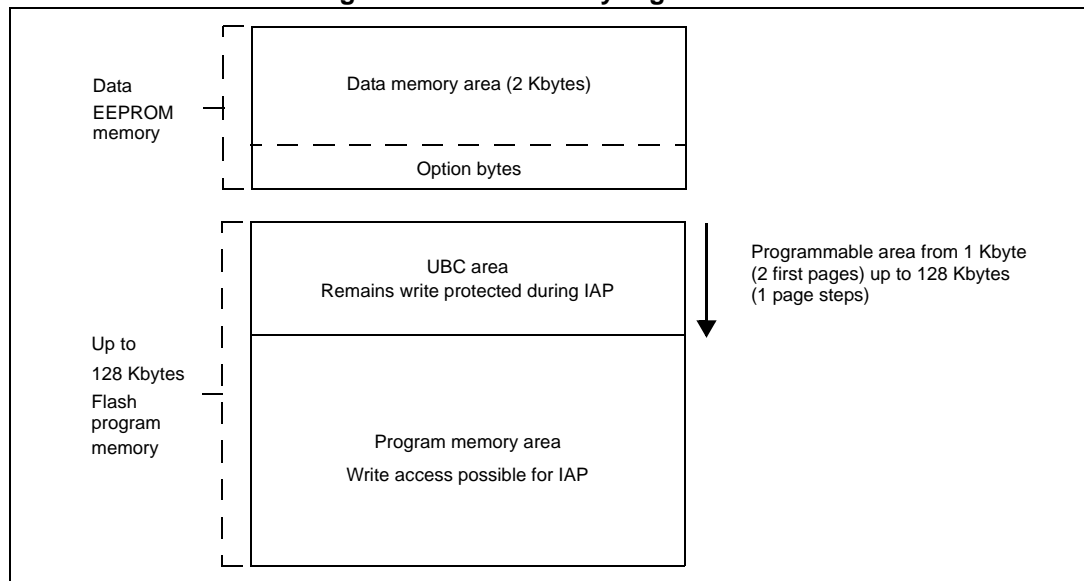 Data
EEPROM
memory
Data memory area (2 Kbytes)
Option bytes
UBC area
Remains write protected during IAP
Programmable area from 1 Kbyte
(2 first pages) up to 128 Kbytes
(1 page steps)
Up to
128 Kbytes
Flash
program
memory
Program memory area
Write access possible for IAP